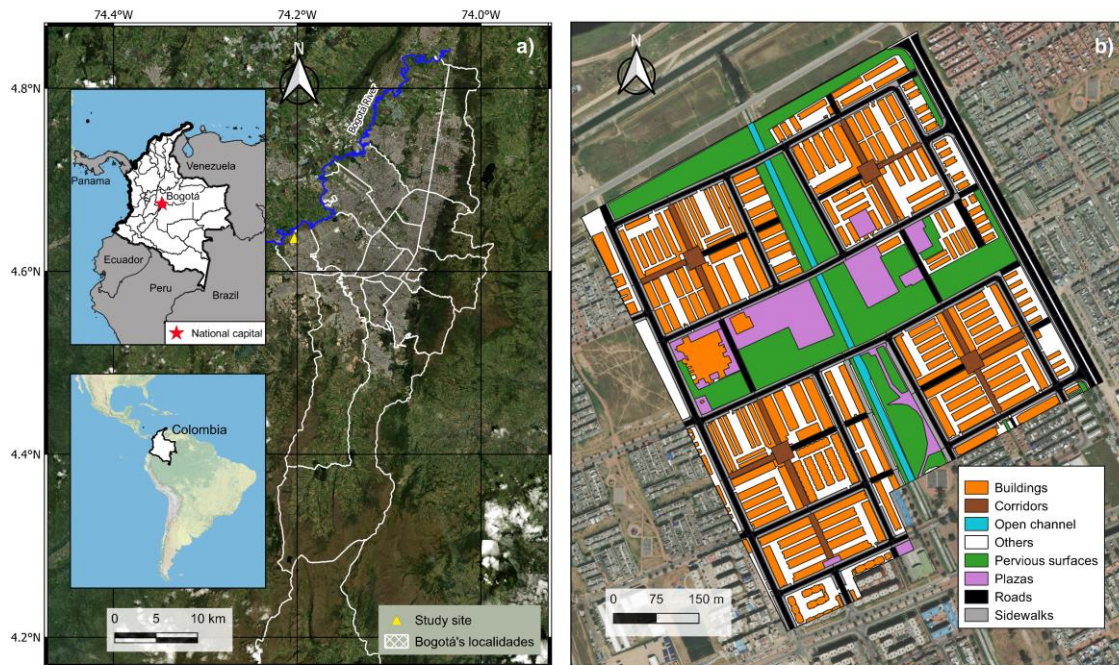 74.4°W
74.2°W
74.0°W
a)
N
4.8°N
4.6°N
4.4°N
4.2°N
Bogotá River
Panama
Venezuela
Bogotá
Ecuador
Peru
Brazil
National capital
Colombia
0 5 10 km
Study site
Bogotá's localidades
b)
N
0 75 150 m
Buildings
Corridors
Open channel
Others
Pervious surfaces
Plazas
Roads
Sidewalks